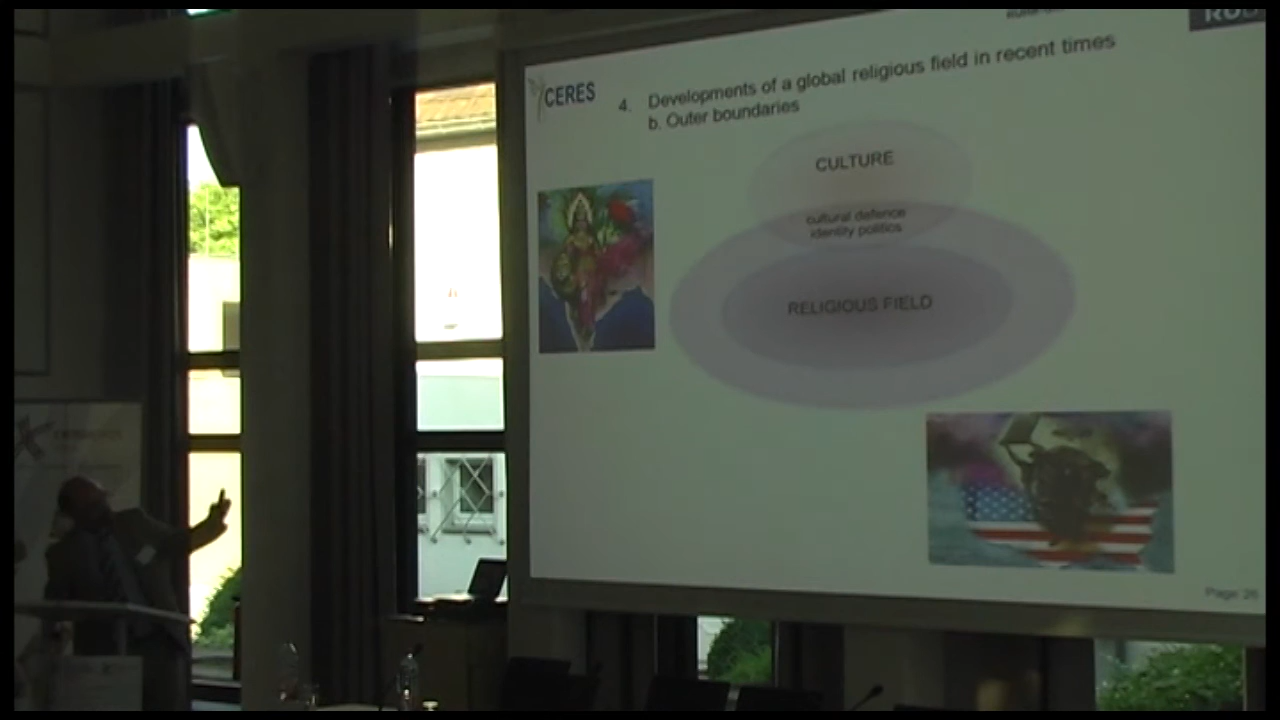 CERES
4. Developments of a global religious field in recent times
b. Outer boundaries
CULTURE
cultural defence
identity politics
RELIGIOUS FIELD
Page 26